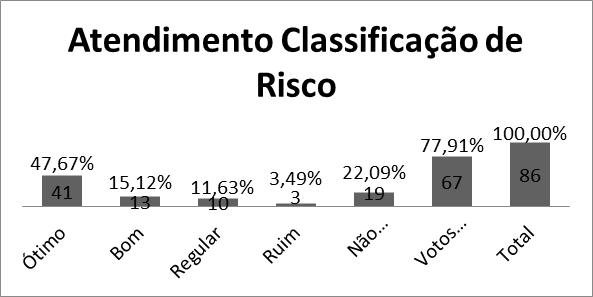 Atendimento Classificação de
Risco
47,67%
41
15,12%
13
11,63%
10
3,49%
3
22,09%
19
77,91%
67
100,00%
86
Ótimo
Bom
Regular
Ruim
Não...
Votos...
Total